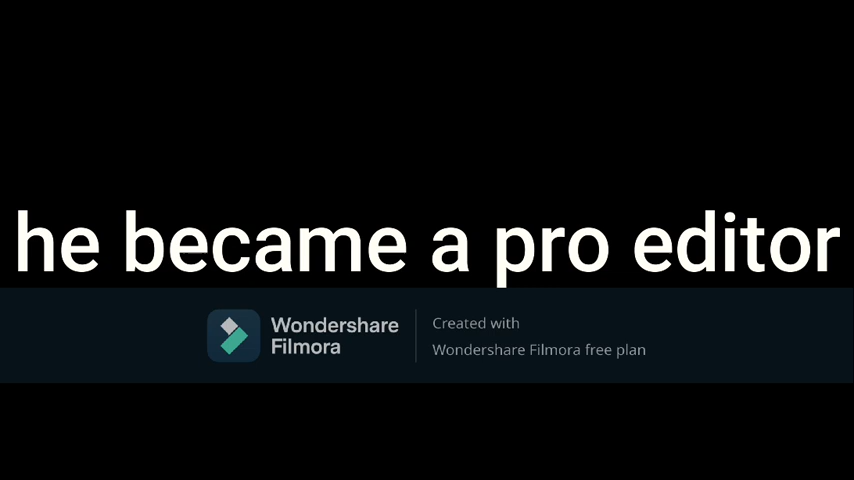 he became a pro editor
Wondershare
Filmora
Created with
Wondershare Filmora free plan